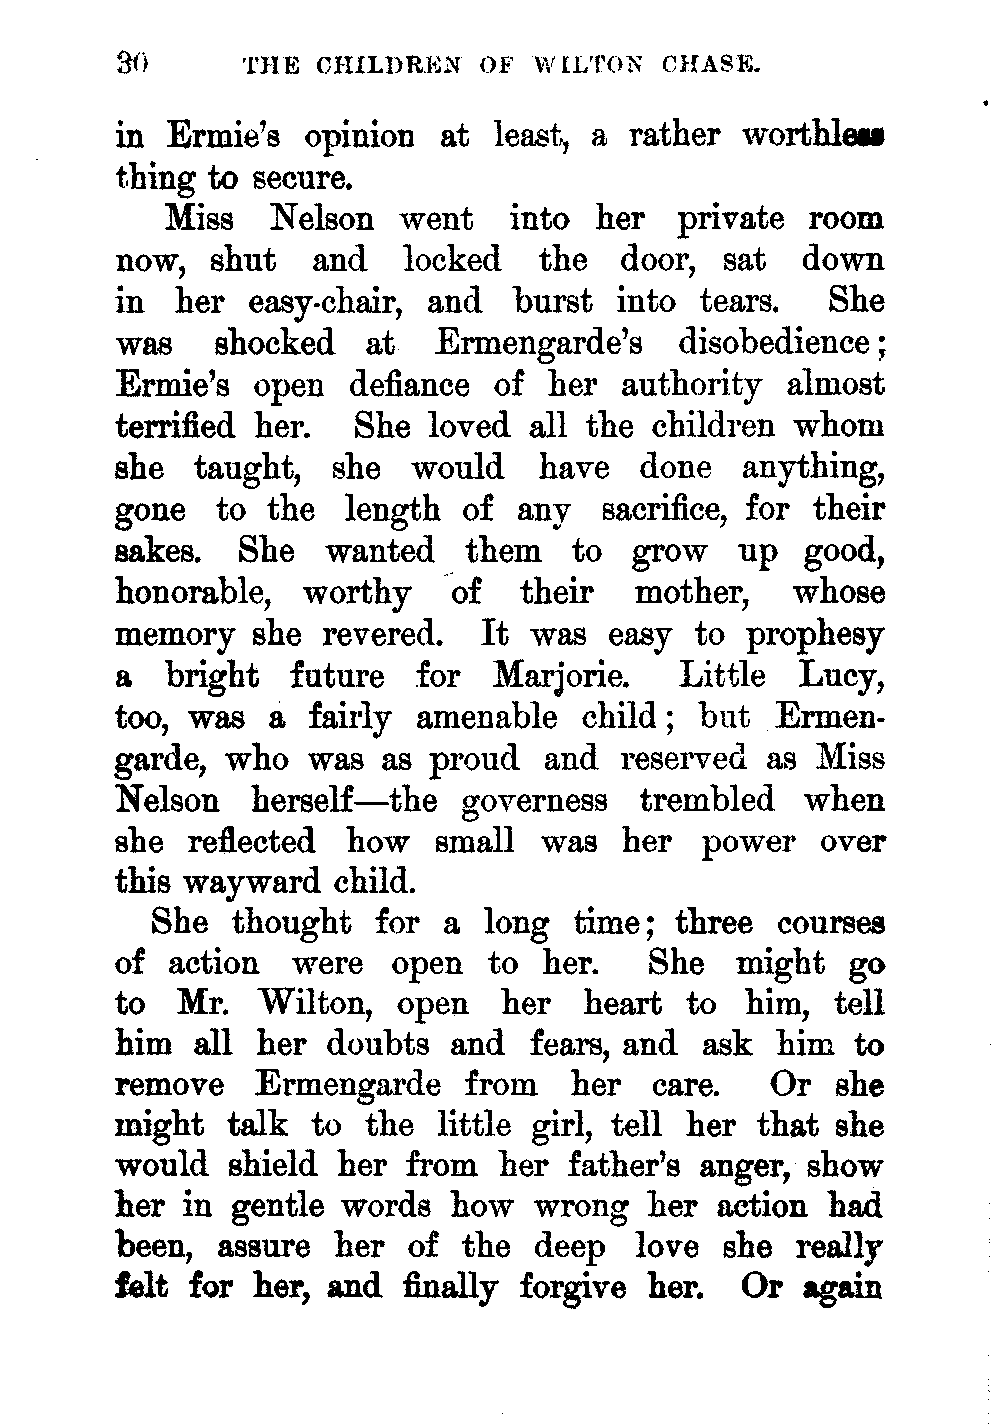 30 THE CHILDREN OF WILTON CHASE.
in Ermie's opinion at least, a rather worthless
thing to secure.
Miss Nelson went into her private room
now, shut and locked the door, sat down
in her easy-chair, and burst into tears. She
was shocked at Ermengarde's disobedience;
Ermie's open defiance of her authority almost
terrified her. She loved all the children whom
she taught, she would have done anything,
gone to the length of any sacrifice, for their
sakes. She wanted them to grow up good,
honorable, worthy of their mother, whose
memory she revered. It was easy to prophesy
a bright future for Marjorie. Little Lucy,
too, was a fairly amenable child; but Ermen-
garde, who was as proud and reserved as Miss
Nelson herself—the governess trembled when
she reflected how small was her power over
this wayward child.
She thought for a long time; three courses
of action were open to her. She might go
to Mr. Wilton, open her heart to him, tell
him all her doubts and fears, and ask him to
remove Ermengarde from her care. Or she
might talk to the little girl, tell her that she
would shield her from her father's anger, show
her in gentle words how wrong her action had
been, assure her of the deep love she really
felt for her, and finally forgive her. Or again